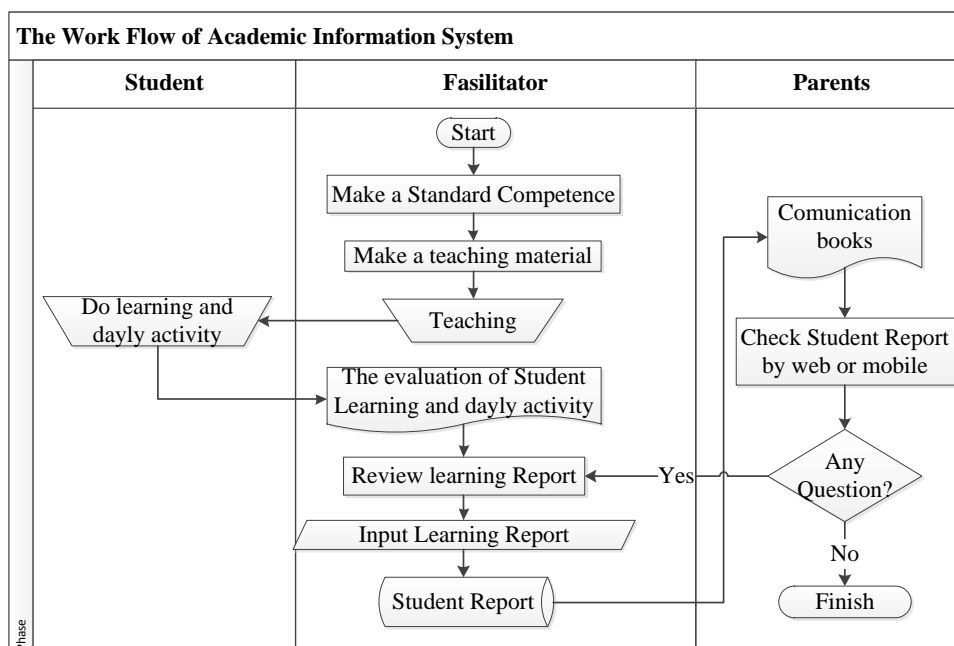 The Work Flow of Academic Information System
Student
Fasilitator
Parents
Start
Make a Standard Competence
Make a teaching material
Teaching
Do learning and
dayly activity
The evaluation of Student
Learning and dayly activity
Review learning Report
Input Learning Report
Student Report
Comunication
books
Check Student Report
by web or mobile
Any
Question?
Yes
No
Finish
Phase